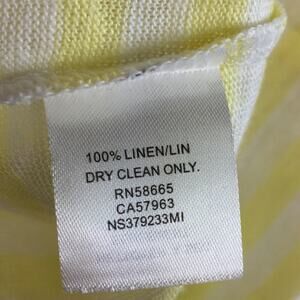 100% LINEN/LIN
DRY CLEAN ONLY.
RN58665
CA57963
NS379233MI